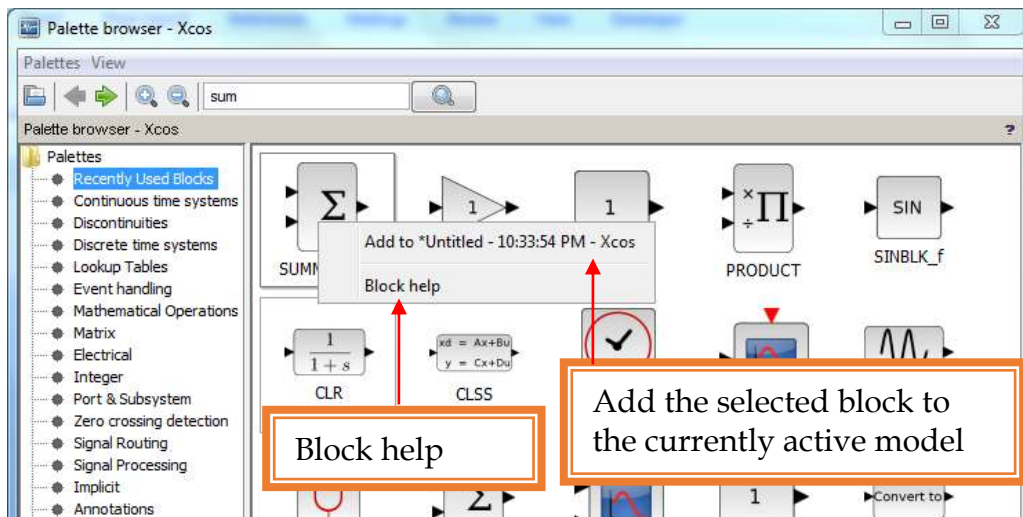 Palette browser - Xcos
Palettes View
sum
Palette browser - Xcos ?
Palettes
Recently Used Blocks
Continuous time systems
Discontinuities
Discrete time systems
Lookup Tables
Event handling
Mathematical Operations
Matrix
Electrical
Integer
Port & Subsystem
Zero crossing detection
Signal Routing
Signal Processing
Implicit
Annotations
Σ
1
1
×
÷ Π
SIN
SUMM
PRODUCT
SINBLK_f
Add to *Untitled - 10:33:54 PM - Xcos
Block help
1
1 + s
xd = Ax+Bu
y = Cx+Du
CLR
CLSS
Block help
Add the selected block to
the currently active model
Σ
1
Convert to